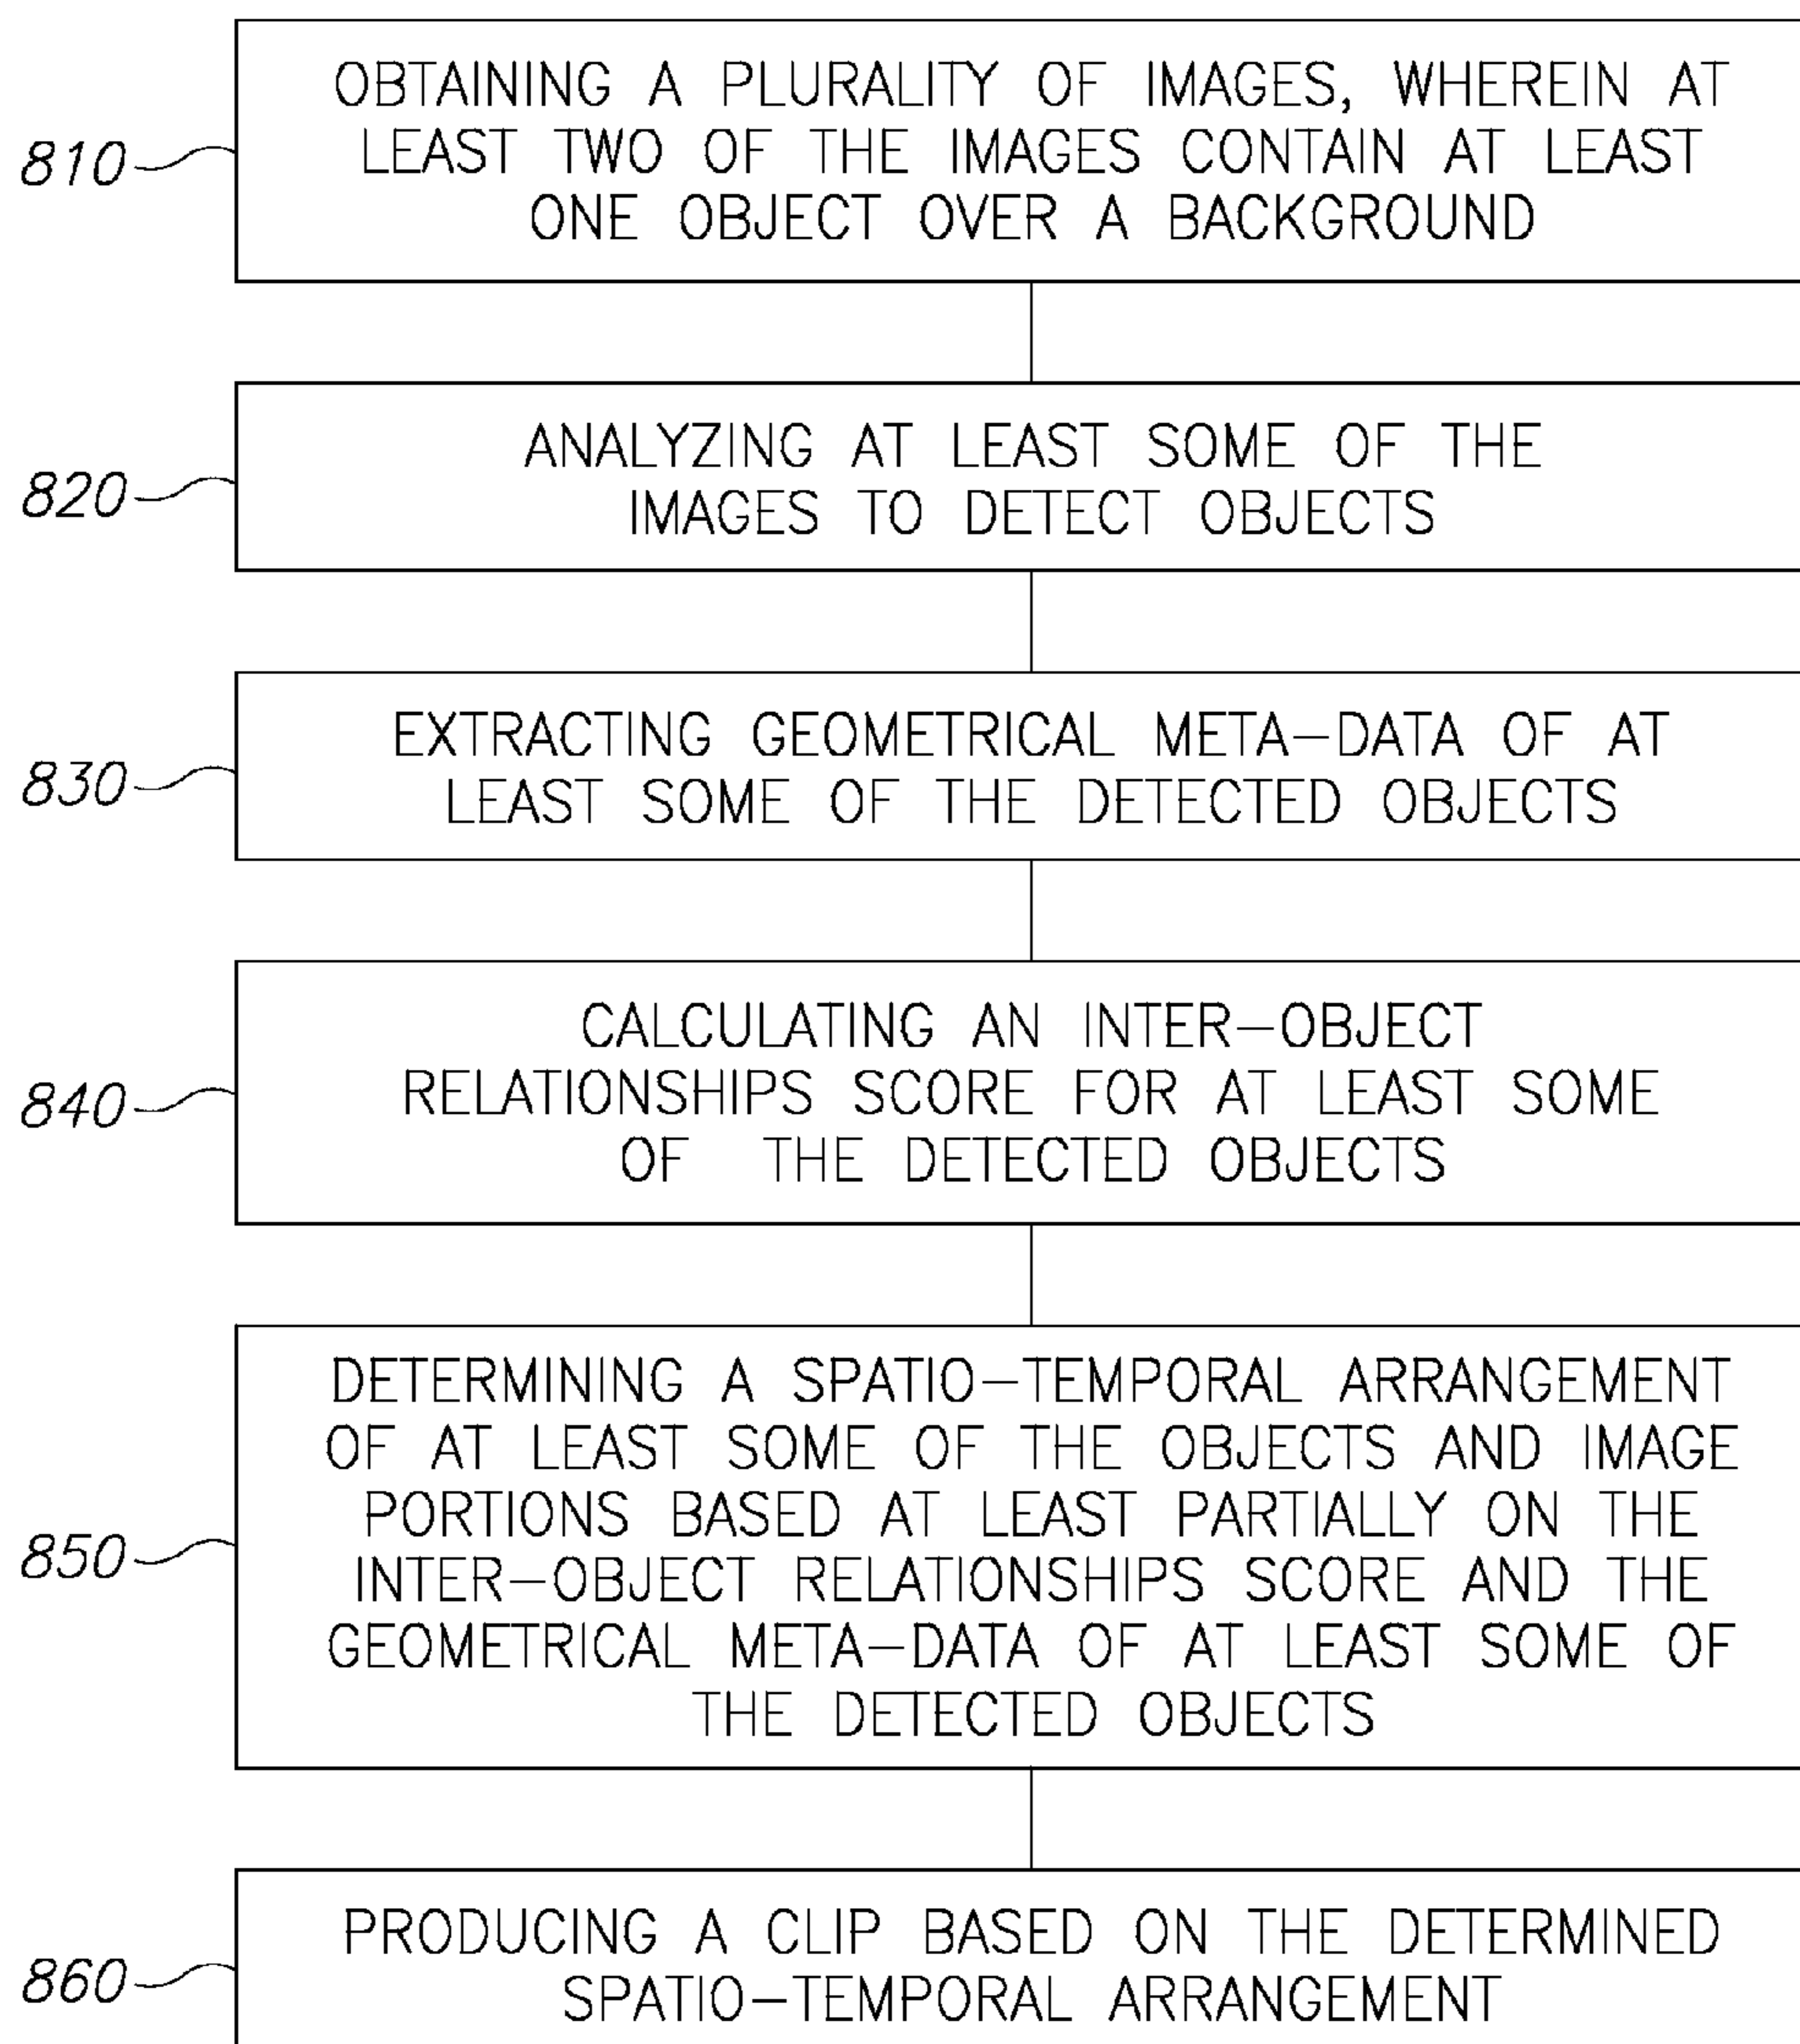 OBTAINING A PLURALITY OF IMAGES, WHEREIN AT
LEAST TWO OF THE IMAGES CONTAIN AT LEAST
ONE OBJECT OVER A BACKGROUND
810
ANALYZING AT LEAST SOME OF THE
IMAGES TO DETECT OBJECTS
820
EXTRACTING GEOMETRICAL META-DATA OF AT
LEAST SOME OF THE DETECTED OBJECTS
830
CALCULATING AN INTER-OBJECT
RELATIONSHIPS SCORE FOR AT LEAST SOME
OF THE DETECTED OBJECTS
840
DETERMINING A SPATIO-TEMPORAL ARRANGEMENT
OF AT LEAST SOME OF THE OBJECTS AND IMAGE
PORTIONS BASED AT LEAST PARTIALLY ON THE
INTER-OBJECT RELATIONSHIPS SCORE AND THE
GEOMETRICAL META-DATA OF AT LEAST SOME OF
THE DETECTED OBJECTS
850
PRODUCING A CLIP BASED ON THE DETERMINED
SPATIO-TEMPORAL ARRANGEMENT
860